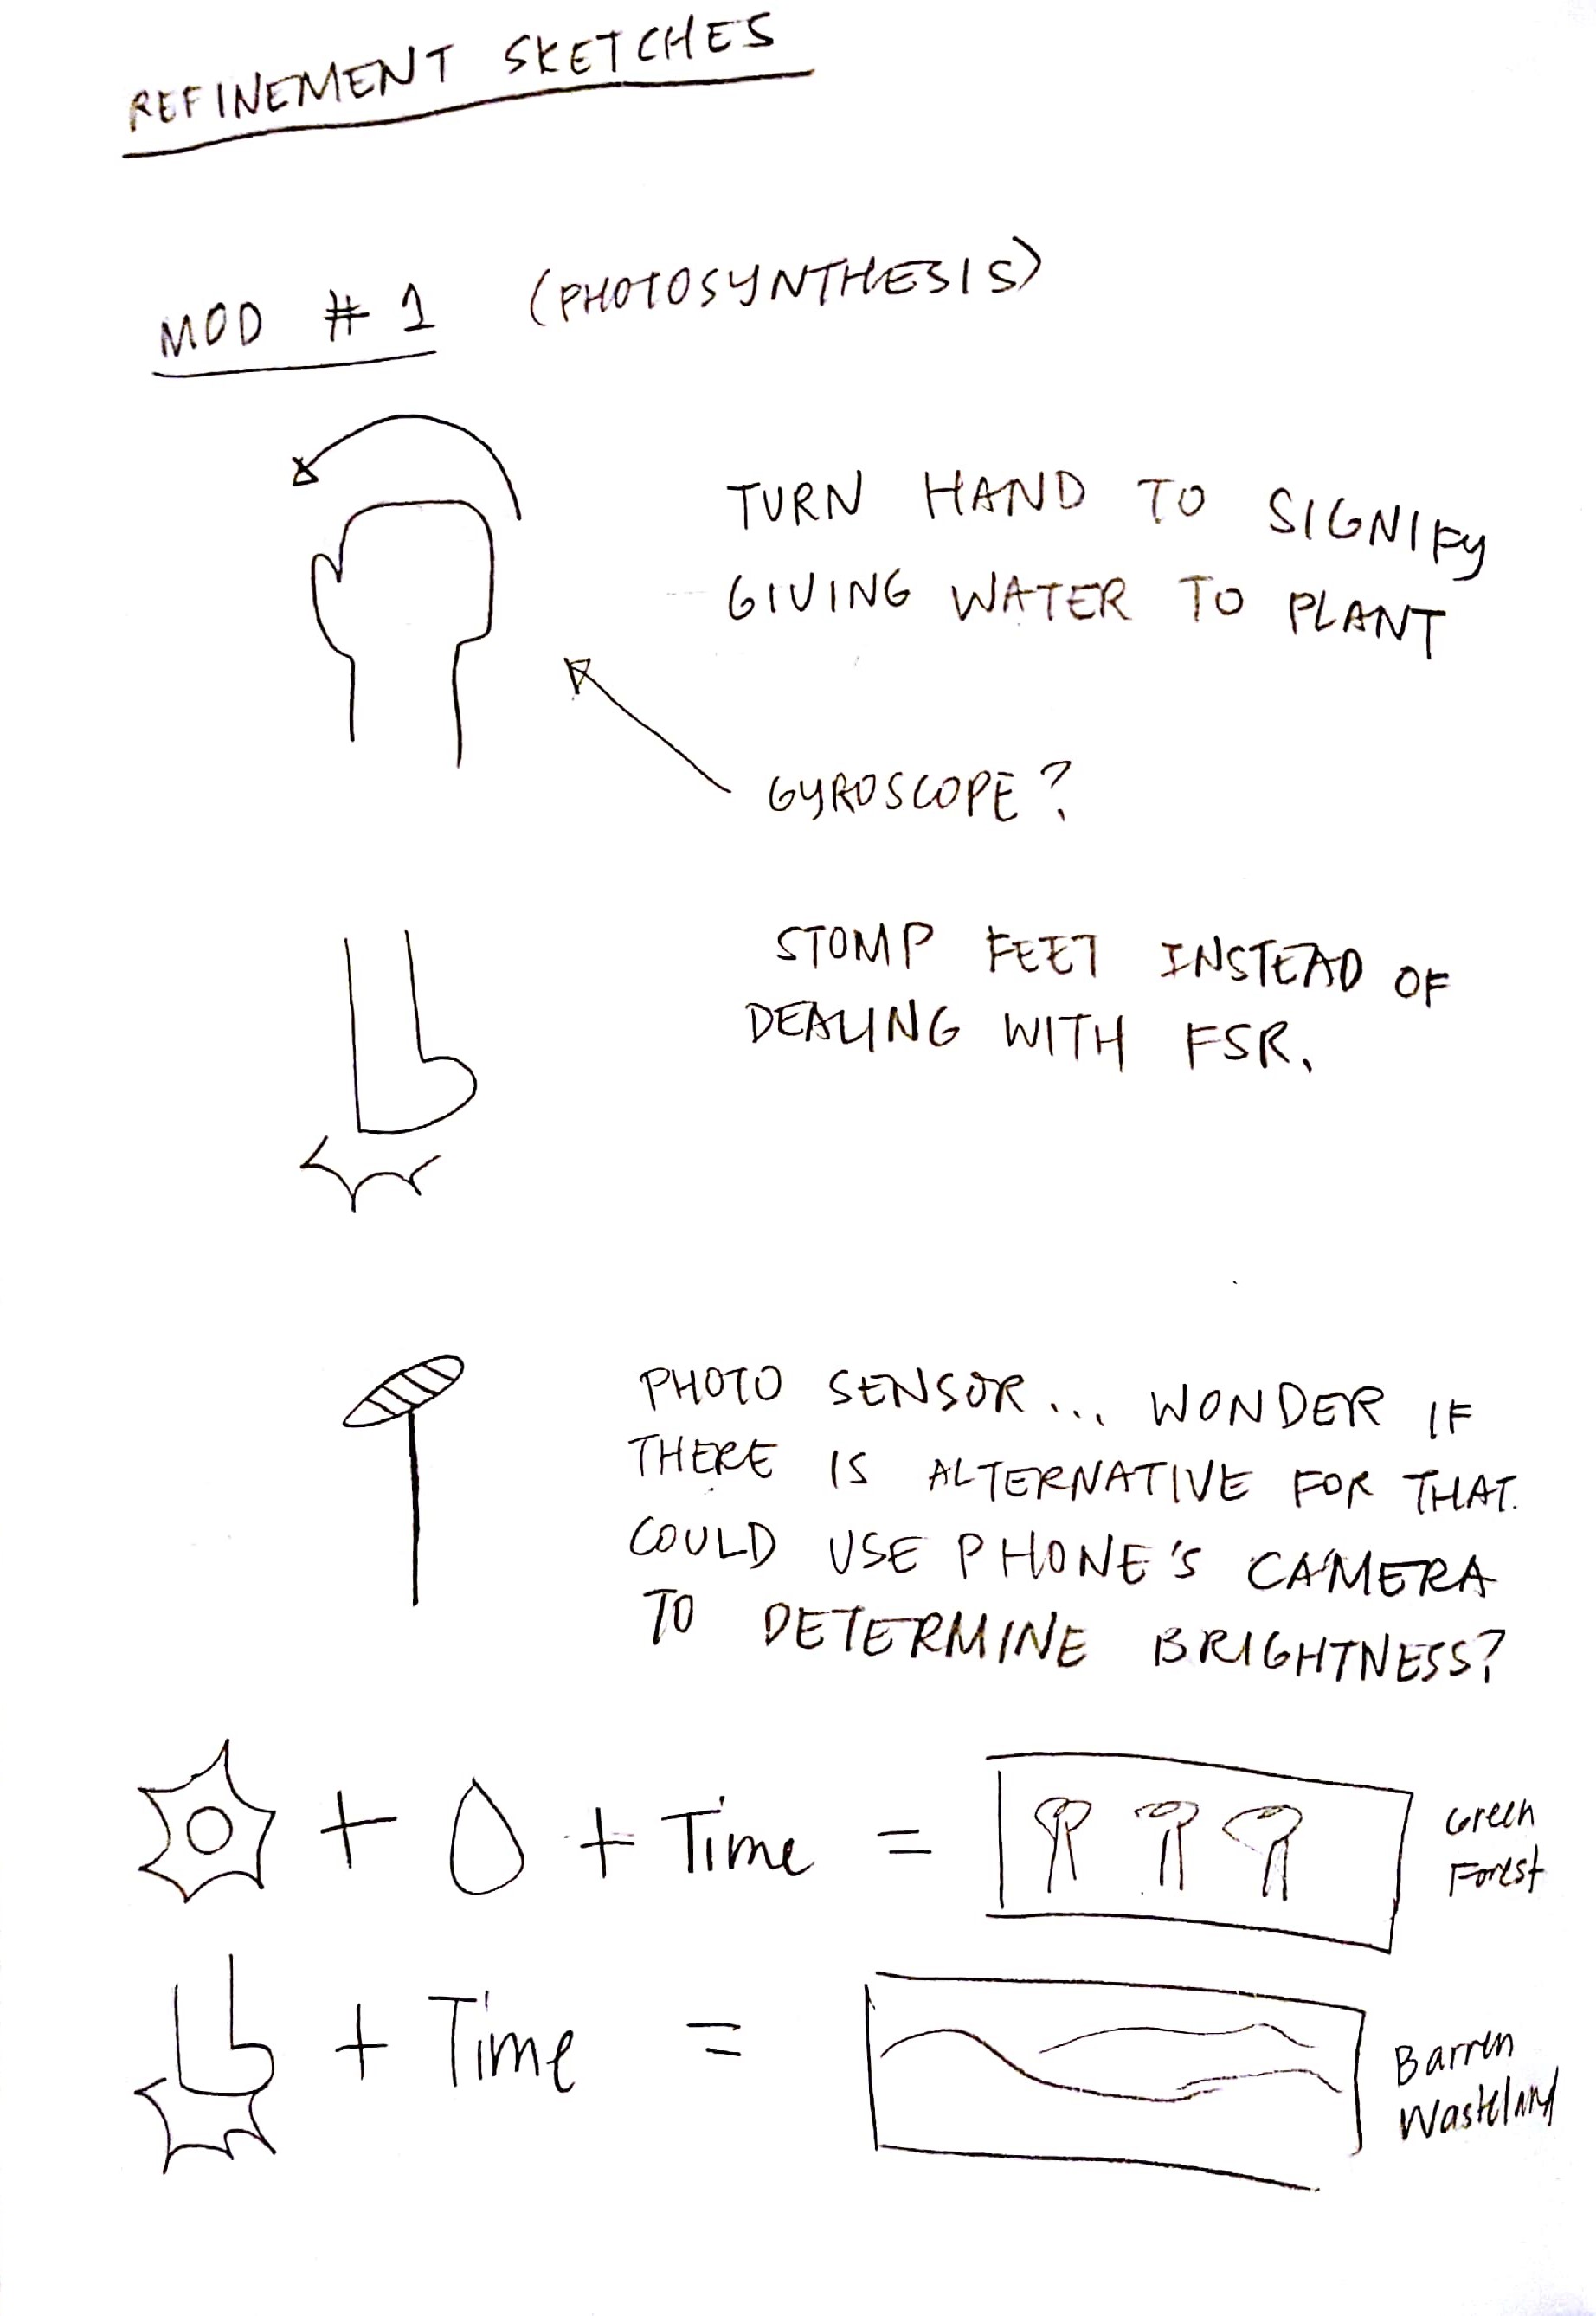 REFINEMENT SKETCHES
MOD # 1 (PHOTOSYNTHESIS)
TURN HAND TO SIGNIFY
GIVING WATER TO PLANT
GYROSCOPE?
STOMP FEET INSTEAD OF
DEALING WITH FSR.
PHOTO SENSOR... WONDER IF
THERE IS ALTERNATIVE FOR THAT.
COULD USE PHONE'S CAMERA
TO DETERMINE BRIGHTNESS?
+ + Time =
Green
Forest
+ Time =
Barren
Wasteland